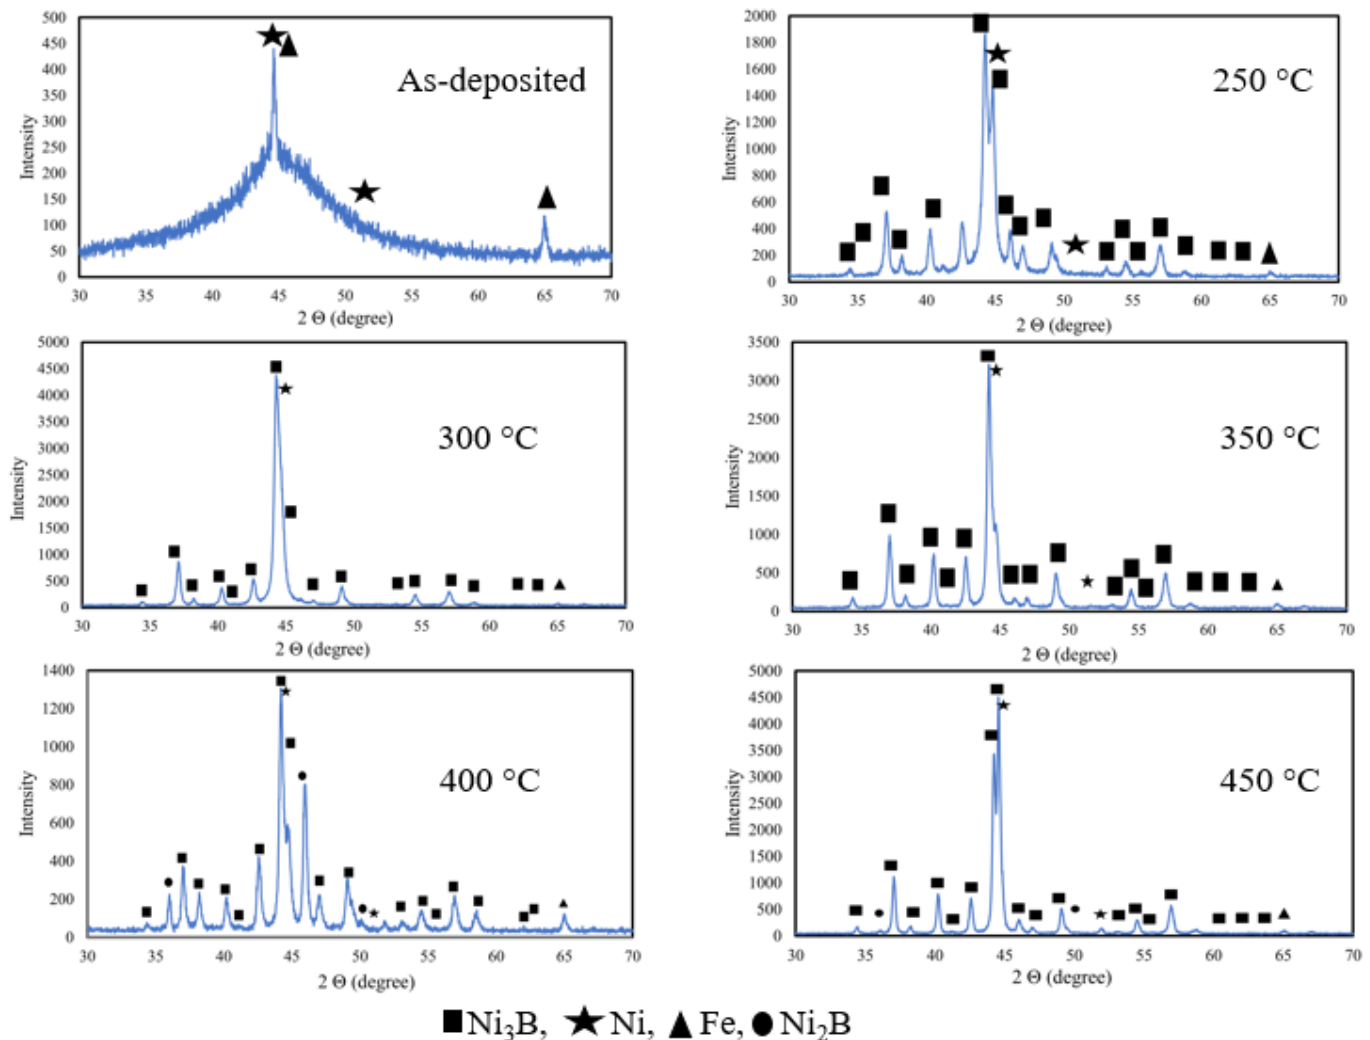 500
450
400
350
300
250
200
150
100
50
0
Intensity
As-deposited
30 35 40 45 50 55 60 65 70
2 Θ (degree)
2000
1800
1600
1400
1200
1000
800
600
400
200
0
Intensity
250 °C
30 35 40 45 50 55 60 65 70
2 Θ (degree)
5000
4500
4000
3500
3000
2500
2000
1500
1000
500
0
Intensity
300 °C
30 35 40 45 50 55 60 65 70
2 Θ (degree)
3500
3000
2500
2000
1500
1000
500
0
Intensity
350 °C
30 35 40 45 50 55 60 65 70
2 Θ (degree)
1400
1200
1000
800
600
400
200
0
Intensity
400 °C
30 35 40 45 50 55 60 65 70
2 Θ (degree)
5000
4500
4000
3500
3000
2500
2000
1500
1000
500
0
Intensity
450 °C
30 35 40 45 50 55 60 65 70
2 Θ (degree)
■Ni₃B, ★Ni, ▲Fe, ●Ni₂B